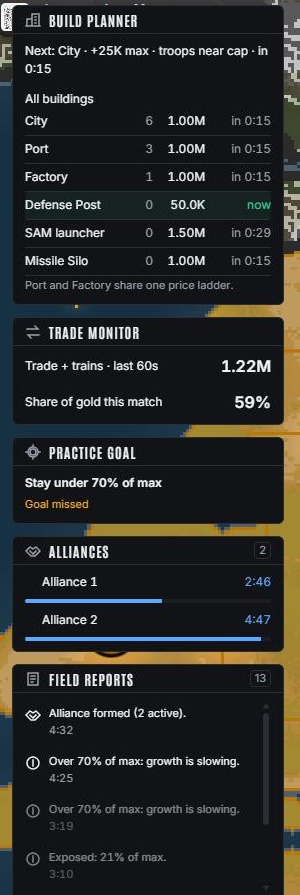 BUILD PLANNER
Next: City · +25K max · troops near cap · in
0:15
All buildings
City 6 1.00M in 0:15
Port 3 1.00M in 0:15
Factory 1 1.00M in 0:15
Defense Post 0 50.0K now
SAM launcher 0 1.50M in 0:29
Missile Silo 0 1.00M in 0:15
Port and Factory share one price ladder.
TRADE MONITOR
Trade + trains · last 60s 1.22M
Share of gold this match 59%
PRACTICE GOAL
Stay under 70% of max
Goal missed
ALLIANCES 2
Alliance 1 2:46
Alliance 2 4:47
FIELD REPORTS 13
Alliance formed (2 active).
4:32
Over 70% of max: growth is slowing.
4:25
Over 70% of max: growth is slowing.
3:19
Exposed: 21% of max.
3:10